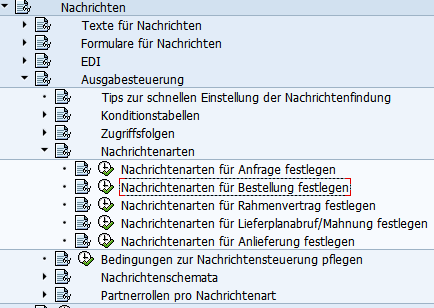 Nachrichten
Texte für Nachrichten
Formulare für Nachrichten
EDI
Ausgabesteuerung
Tips zur schnellen Einstellung der Nachrichtenfindung
Konditionstabellen
Zugriffsfolgen
Nachrichtenarten
Nachrichtenarten für Anfrage festlegen
Nachrichtenarten für Bestellung festlegen
Nachrichtenarten für Rahmenvertrag festlegen
Nachrichtenarten für Lieferplanabruf/Mahnung festlegen
Nachrichtenarten für Anlieferung festlegen
Bedingungen zur Nachrichtensteuerung pflegen
Nachrichtenschemata
Partnerrollen pro Nachrichtenart